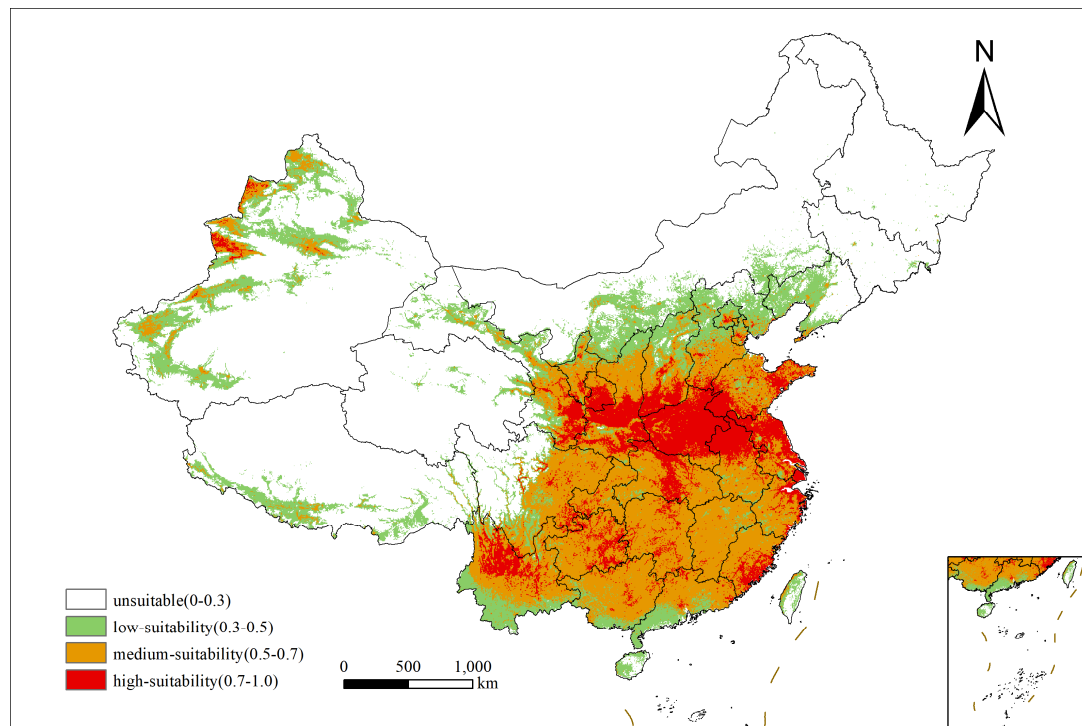 N
unsuitable(0-0.3)
low-suitability(0.3-0.5)
medium-suitability(0.5-0.7)
high-suitability(0.7-1.0)
0 500 1,000
km